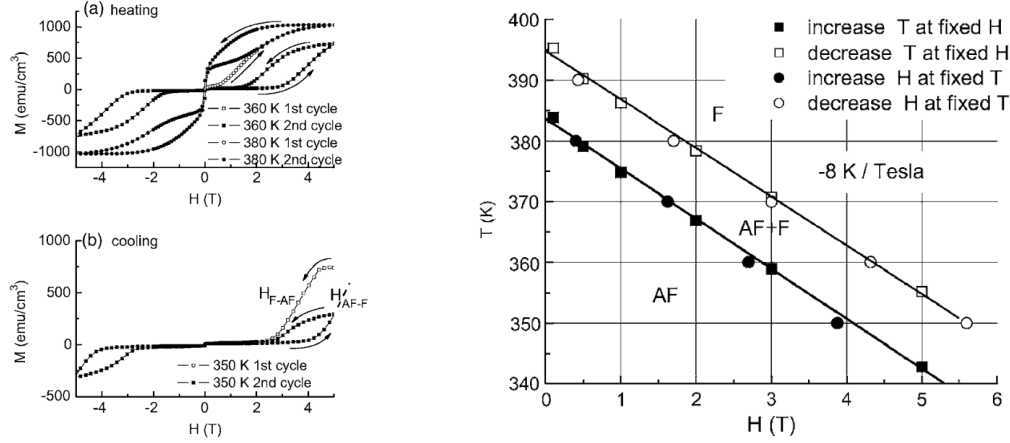 (a) heating
M (emu/cm³)
1000
500
0
-500
-1000
360 K 1st cycle
360 K 2nd cycle
380 K 1st cycle
380 K 2nd cycle
-4 -2 0 2 4
H (T)
(b) cooling
M (emu/cm³)
1000
500
0
-500
H F-AF
H AF-F
350 K 1st cycle
350 K 2nd cycle
-4 -2 0 2 4
H (T)
T (K)
400
390
380
370
360
350
340
increase T at fixed H
decrease T at fixed H
increase H at fixed T
decrease H at fixed T
F
-8 K / Tesla
AF+F
AF
0 1 2 3 4 5 6
H (T)